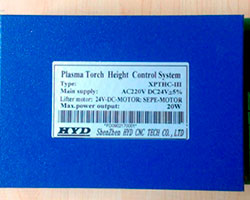 Plasma Torch Height Control System
Type: XPTHC-III
Main supply: AC220V DC24V±5%
Lifter motor: 24V-DC-MOTOR; SEPE-MOTOR
Max.power output: 20W
HYD ShenZhen HYD CNC TECH CO., LTD